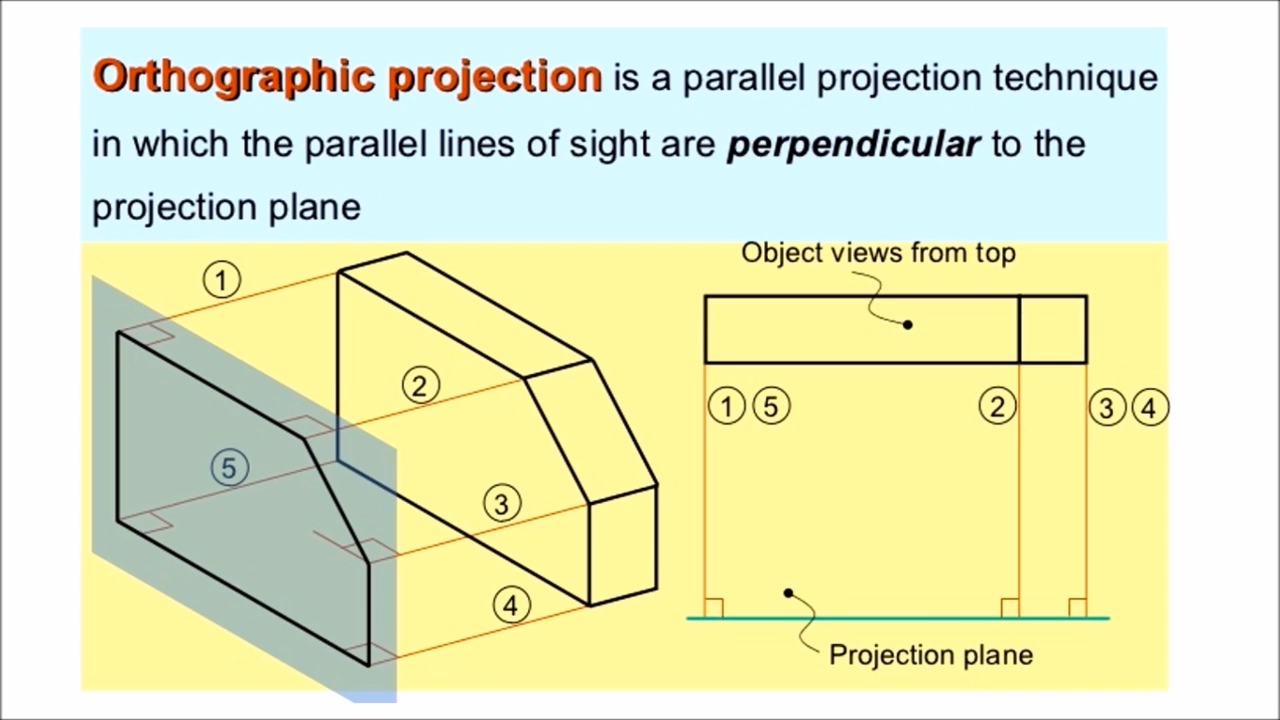 Orthographic projection is a parallel projection technique
in which the parallel lines of sight are perpendicular to the
projection plane
Object views from top
1
2
5
3
4
1 5 2 3 4
Projection plane